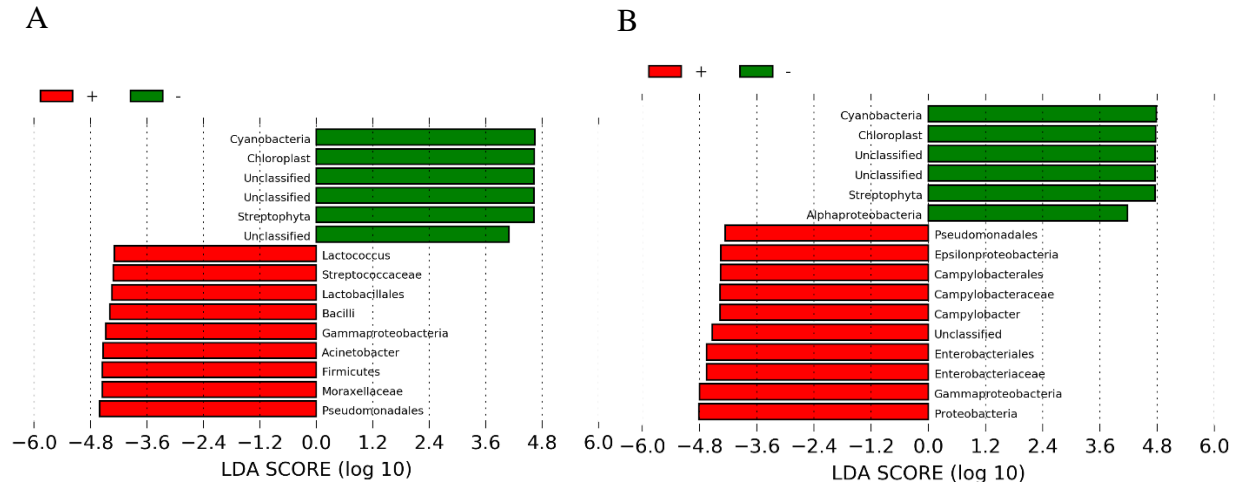 A
+ -
Cyanobacteria
Chloroplast
Unclassified
Unclassified
Streptophyta
Unclassified
Lactococcus
Streptococcaceae
Lactobacillales
Bacilli
Gammaproteobacteria
Acinetobacter
Firmicutes
Moraxellaceae
Pseudomonadales
−6.0 −4.8 −3.6 −2.4 −1.2 0.0 1.2 2.4 3.6 4.8 6.0
LDA SCORE (log 10)
B
+ -
Cyanobacteria
Chloroplast
Unclassified
Unclassified
Streptophyta
Alphaproteobacteria
Pseudomonadales
Epsilonproteobacteria
Campylobacterales
Campylobacteraceae
Campylobacter
Unclassified
Enterobacteriales
Enterobacteriaceae
Gammaproteobacteria
Proteobacteria
−6.0 −4.8 −3.6 −2.4 −1.2 0.0 1.2 2.4 3.6 4.8 6.0
LDA SCORE (log 10)